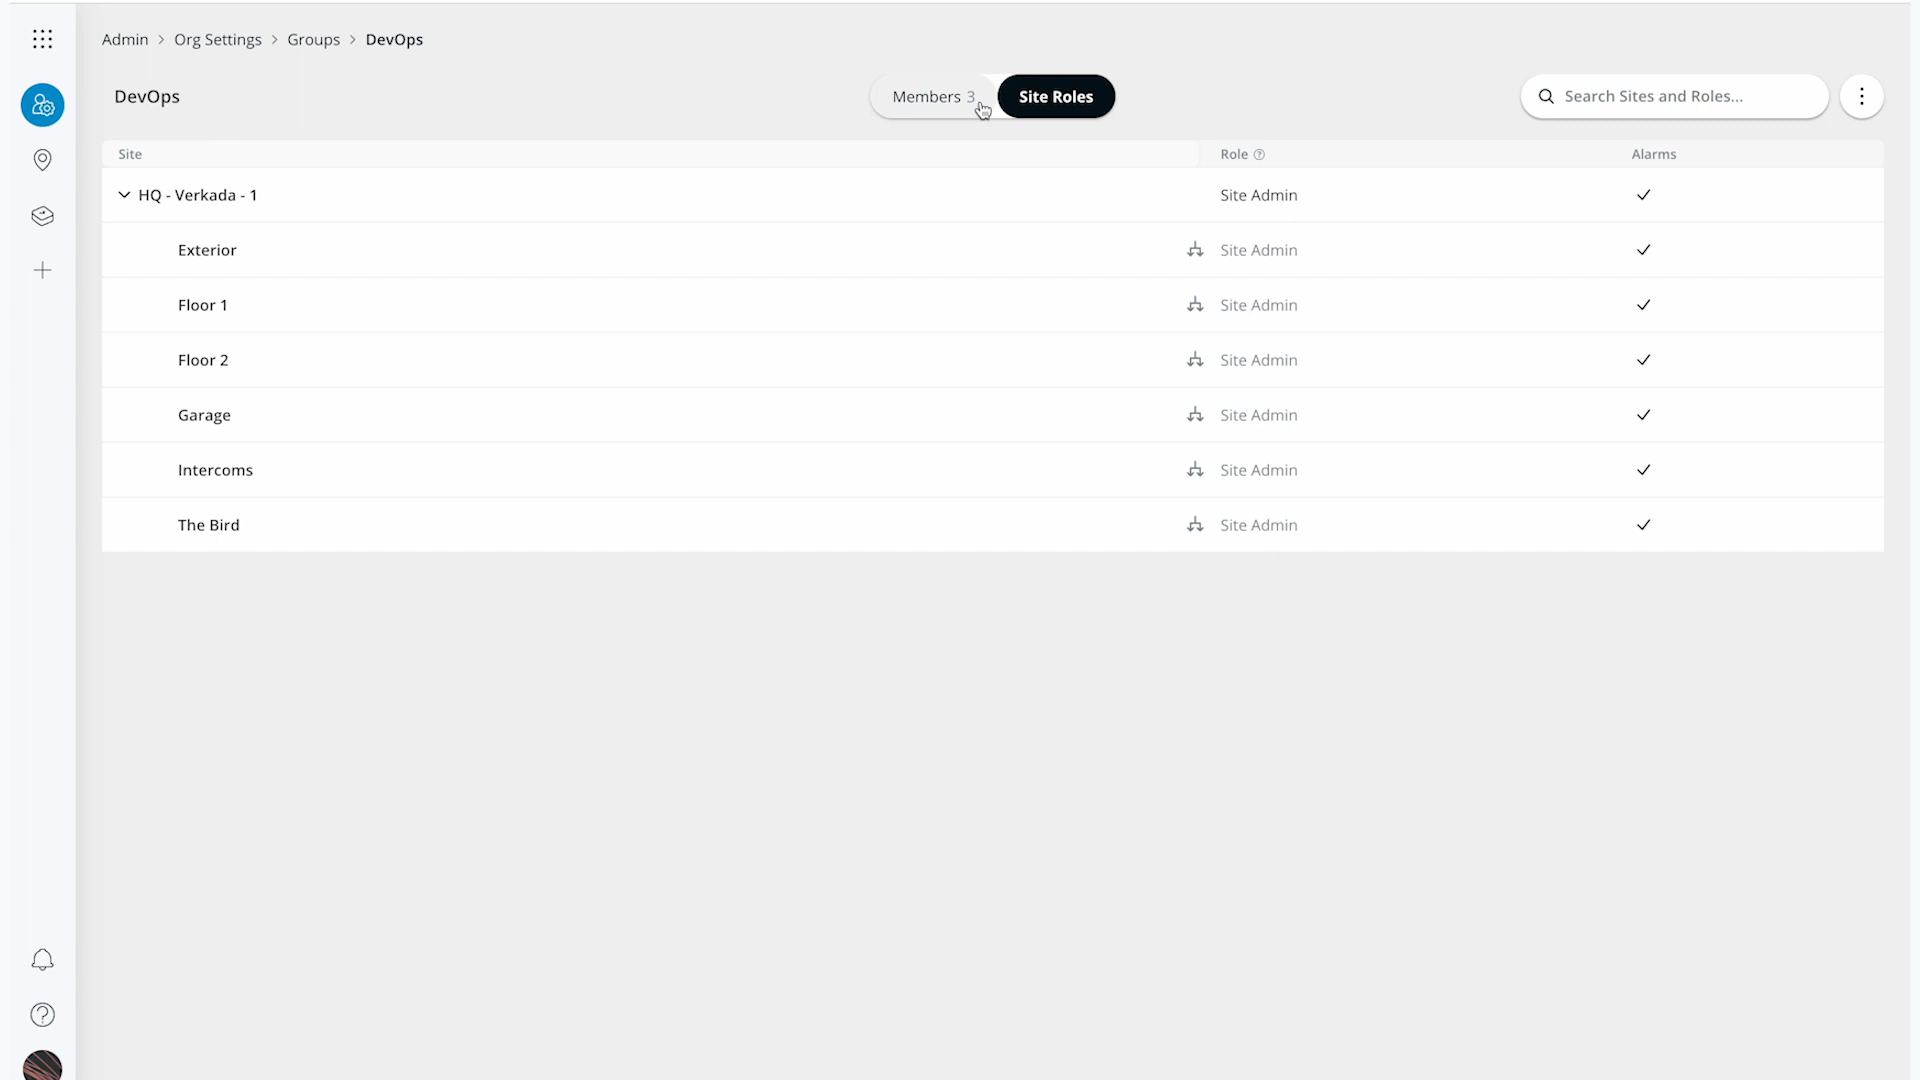 Admin > Org Settings > Groups > DevOps
DevOps
Members 3
Site Roles
Search Sites and Roles...
Site Role Alarms
HQ - Verkada - 1 Site Admin
Exterior Site Admin
Floor 1 Site Admin
Floor 2 Site Admin
Garage Site Admin
Intercoms Site Admin
The Bird Site Admin